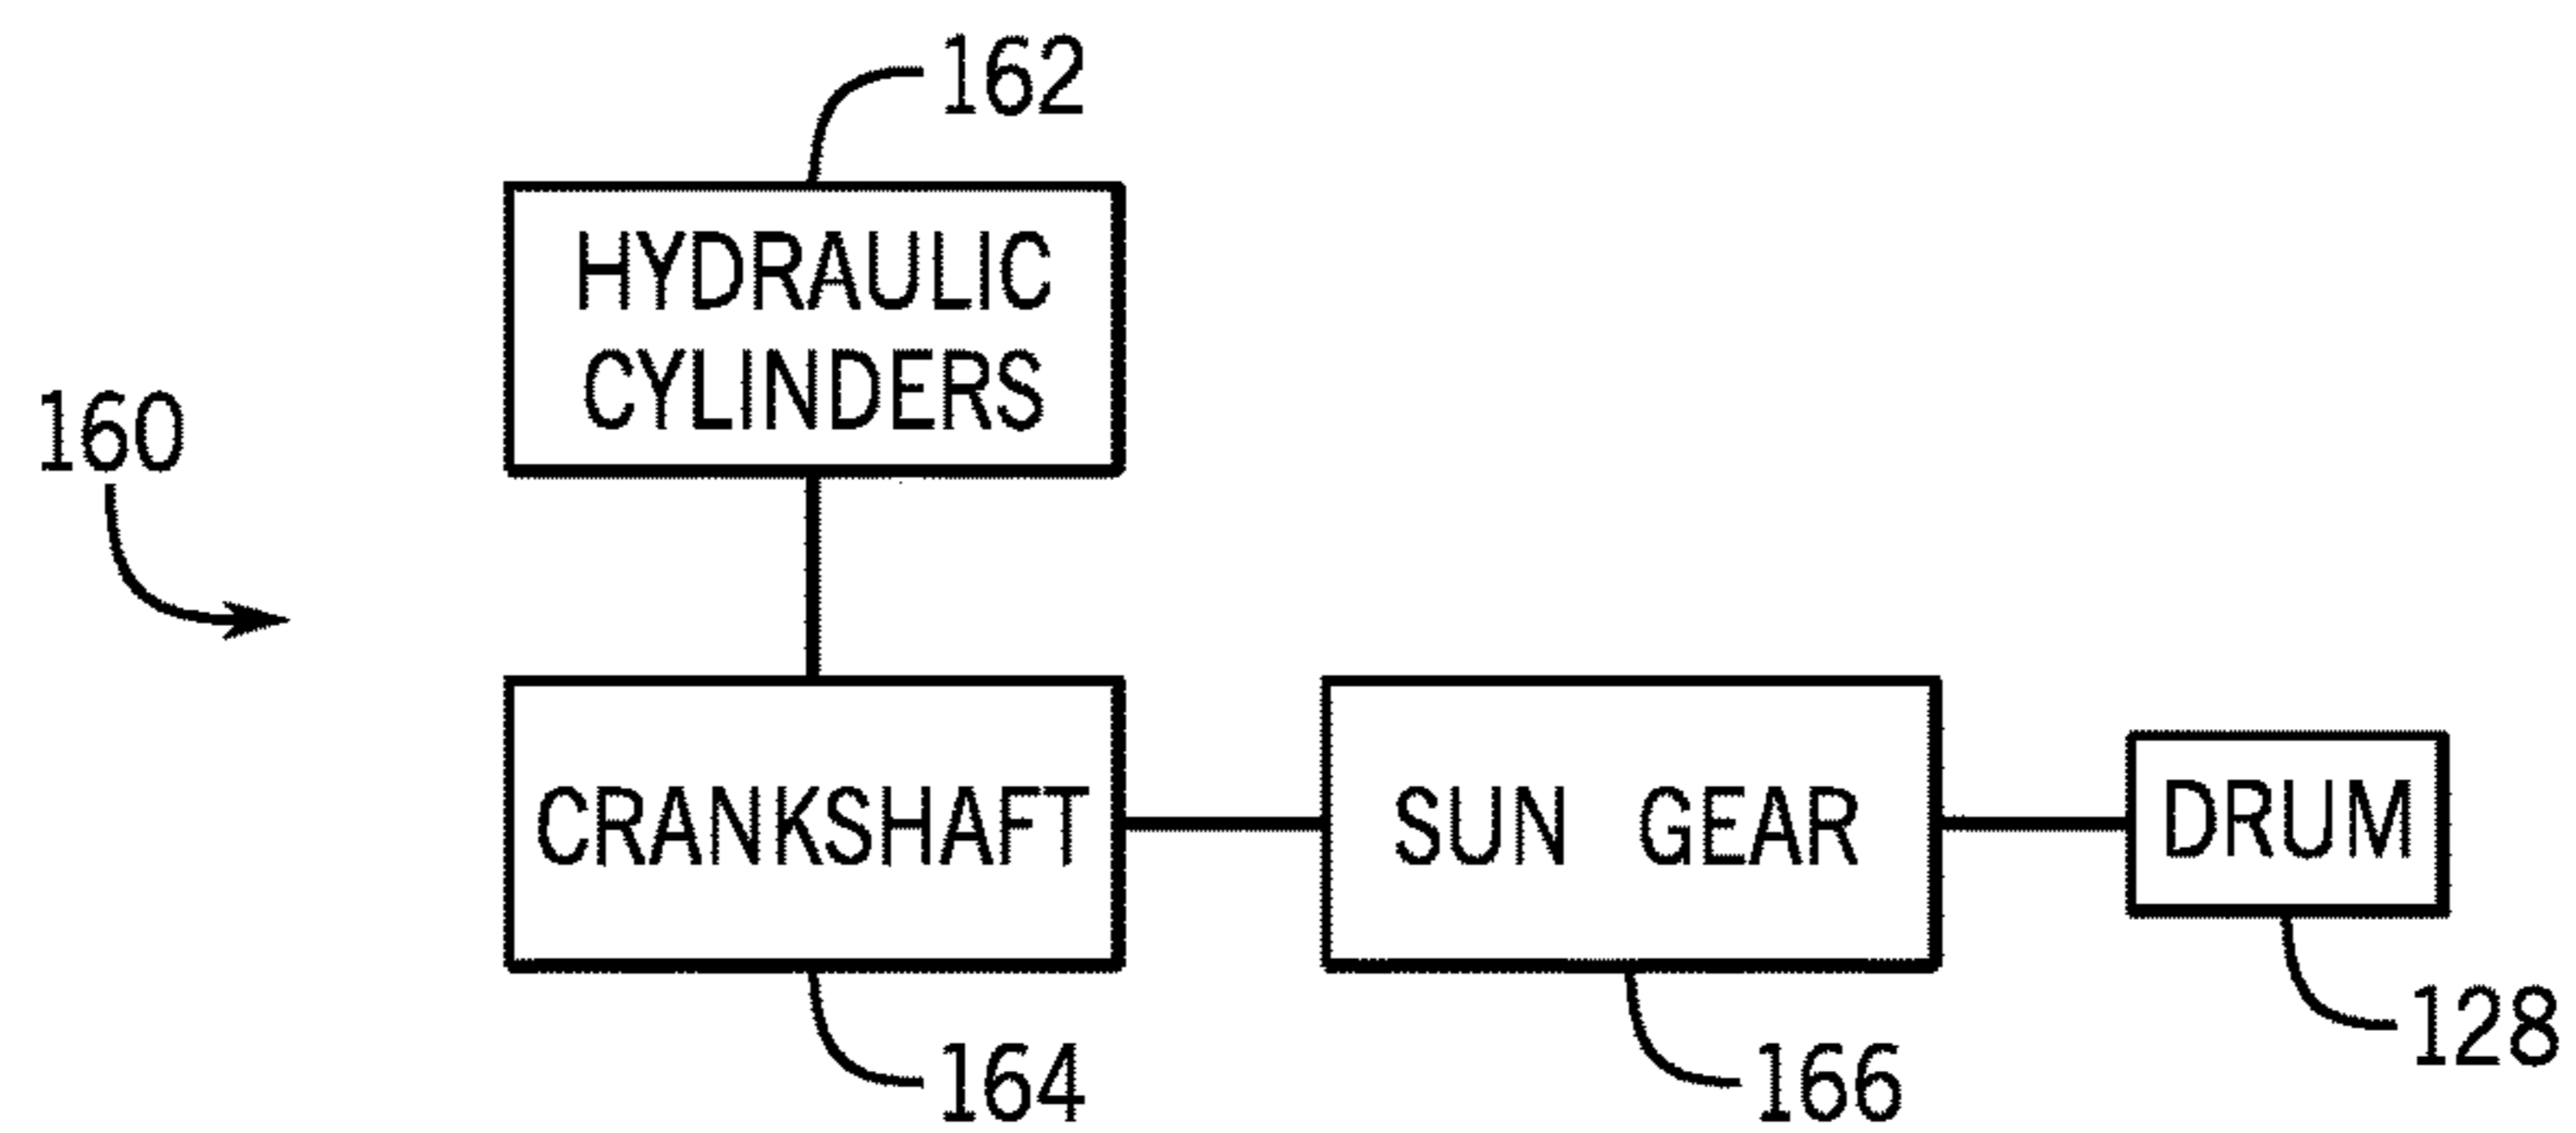 162
HYDRAULIC
CYLINDERS
160
CRANKSHAFT
SUN GEAR
DRUM
128
164
166